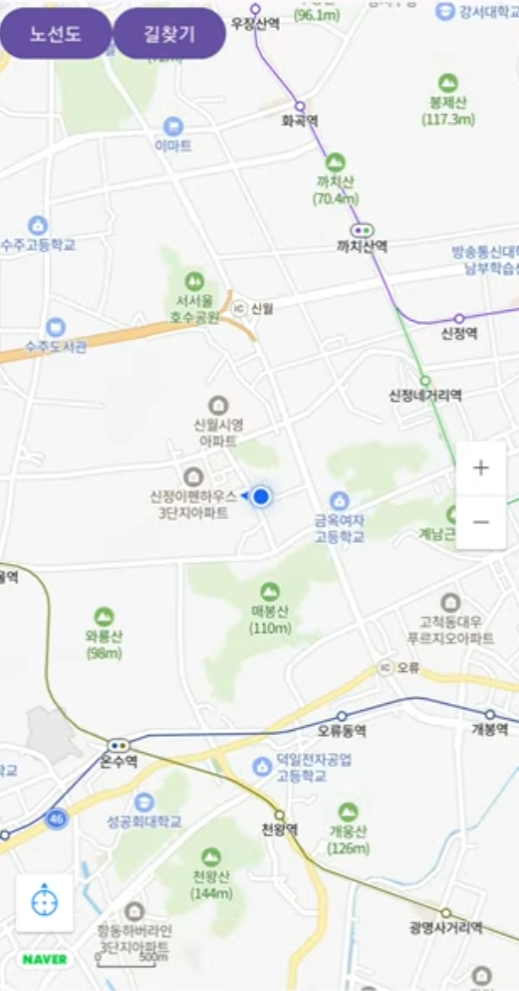 노선도
길찾기
우장산역
(96.1m)
강서대학교
이마트
화곡역
봉제산
(117.3m)
까치산
(70.4m)
까치산역
수주고등학교
방송통신대
남부학습
서서울
호수공원
IC 신월
수주도서관
신정역
신정네거리역
신월시영
아파트
신정이펜하우스
3단지아파트
금옥여자
고등학교
계남근
+
−
매봉산
(110m)
와룡산
(98m)
고척동대우
푸르지오아파트
IC 오류
오류동역
개봉역
온수역
덕일전자공업
고등학교
46
성공회대학교
천왕역
개웅산
(126m)
천왕산
(144m)
항동하버라인
3단지아파트
광명사거리역
NAVER
0 500m